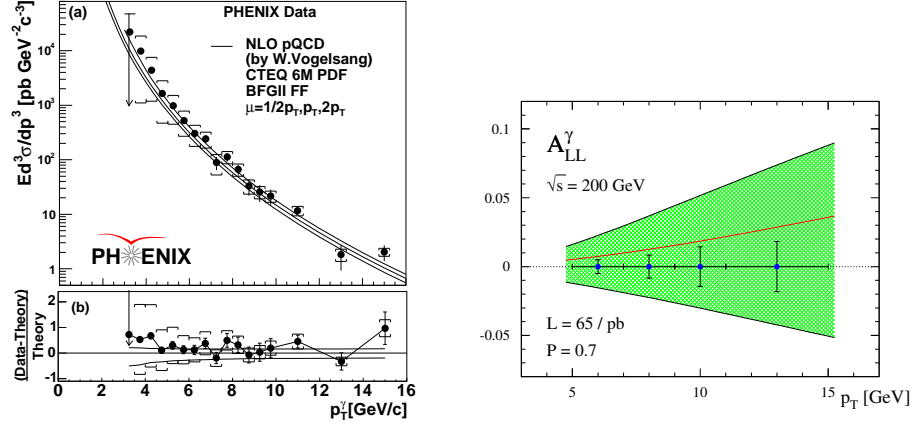 (a)
PHENIX Data
NLO pQCD
(by W.Vogelsang)
CTEQ 6M PDF
BFGII FF
μ=1/2p_T,p_T,2p_T
Ed³σ/dp³ [pb GeV⁻²c⁻³]
10⁴
10³
10²
10
1
PHENIX
(b)
(Data-Theory)
Theory
2
1
0
-1
0 2 4 6 8 10 12 14 16
p_T^γ[GeV/c]
0.1
0.05
0
-0.05
A_LL^γ
√s = 200 GeV
L = 65 / pb
P = 0.7
5 10 15
p_T [GeV]